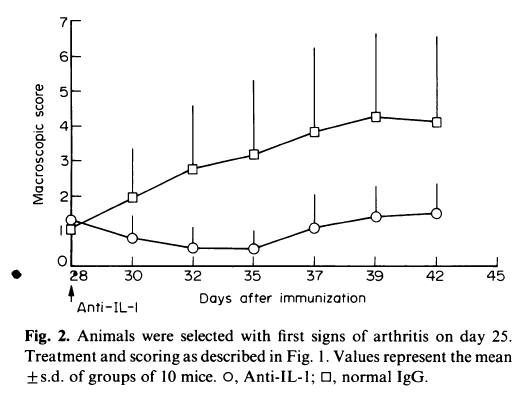 7
6
5
4
3
2
1
0
Macroscopic score
28 30 32 35 37 39 42 45
Anti-IL-1
Days after immunization
Fig. 2. Animals were selected with first signs of arthritis on day 25.
Treatment and scoring as described in Fig. 1. Values represent the mean
±s.d. of groups of 10 mice. ○, Anti-IL-1; □, normal IgG.